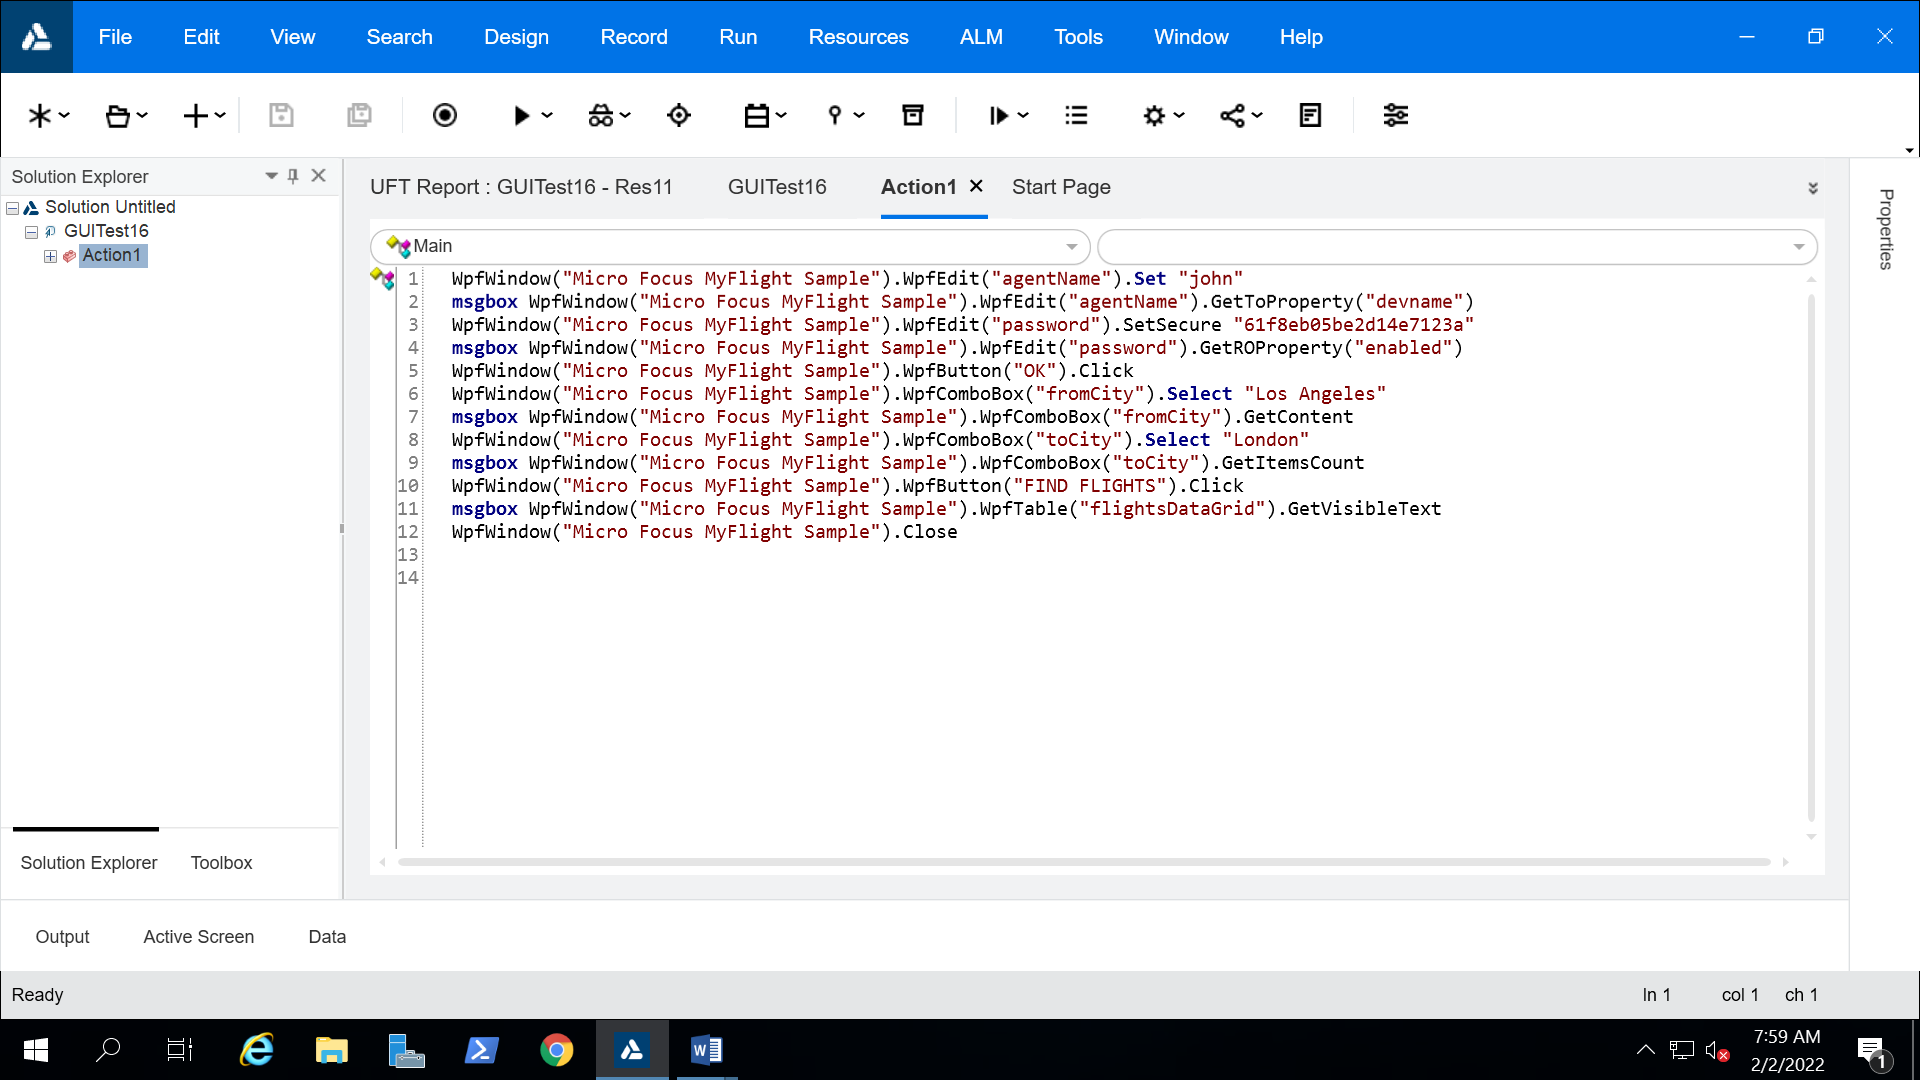 File Edit View Search Design Record Run Resources ALM Tools Window Help
Solution Explorer
Solution Untitled
GUITest16
Action1
UFT Report : GUITest16 - Res11 GUITest16 Action1 Start Page
Main
1 WpfWindow("Micro Focus MyFlight Sample").WpfEdit("agentName").Set "john"
2 msgbox WpfWindow("Micro Focus MyFlight Sample").WpfEdit("agentName").GetToProperty("devname")
3 WpfWindow("Micro Focus MyFlight Sample").WpfEdit("password").SetSecure "61f8eb05be2d14e7123a"
4 msgbox WpfWindow("Micro Focus MyFlight Sample").WpfEdit("password").GetROProperty("enabled")
5 WpfWindow("Micro Focus MyFlight Sample").WpfButton("OK").Click
6 WpfWindow("Micro Focus MyFlight Sample").WpfComboBox("fromCity").Select "Los Angeles"
7 msgbox WpfWindow("Micro Focus MyFlight Sample").WpfComboBox("fromCity").GetContent
8 WpfWindow("Micro Focus MyFlight Sample").WpfComboBox("toCity").Select "London"
9 msgbox WpfWindow("Micro Focus MyFlight Sample").WpfComboBox("toCity").GetItemsCount
10 WpfWindow("Micro Focus MyFlight Sample").WpfButton("FIND FLIGHTS").Click
11 msgbox WpfWindow("Micro Focus MyFlight Sample").WpfTable("flightsDataGrid").GetVisibleText
12 WpfWindow("Micro Focus MyFlight Sample").Close
13
14
Properties
Solution Explorer Toolbox
Output Active Screen Data
Ready ln 1 col 1 ch 1
7:59 AM
2/2/2022
1